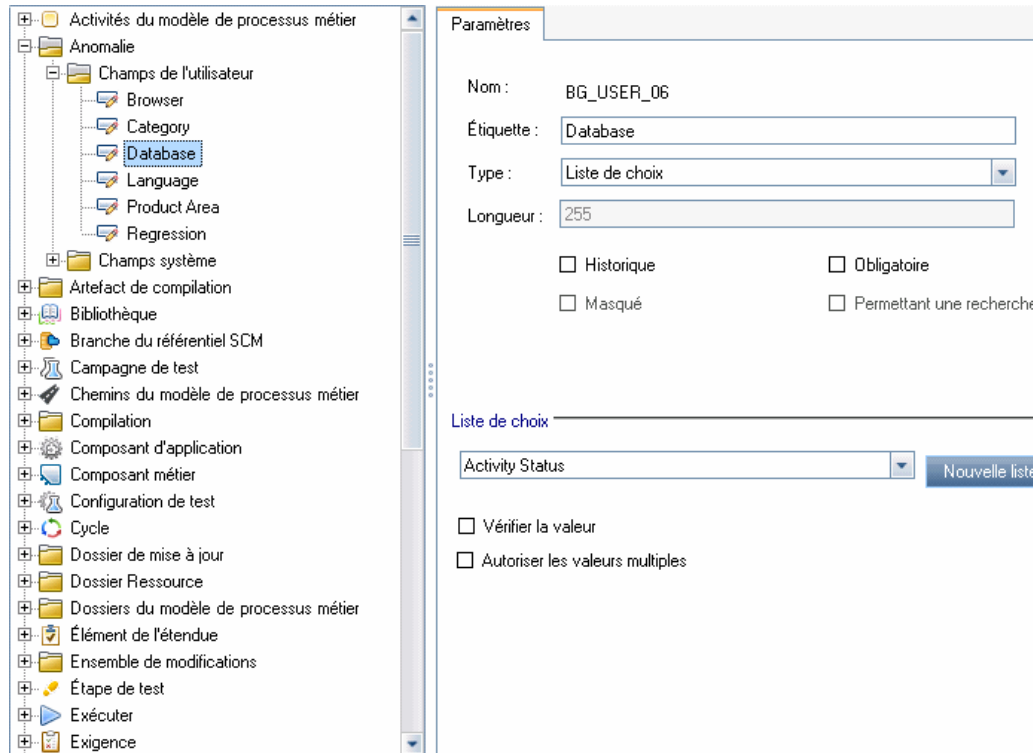 Activités du modèle de processus métier
Anomalie
Champs de l'utilisateur
Browser
Category
Database
Language
Product Area
Regression
Champs système
Artefact de compilation
Bibliothèque
Branche du référentiel SCM
Campagne de test
Chemins du modèle de processus métier
Compilation
Composant d'application
Composant métier
Configuration de test
Cycle
Dossier de mise à jour
Dossier Ressource
Dossiers du modèle de processus métier
Élément de l'étendue
Ensemble de modifications
Étape de test
Exécuter
Exigence
Paramètres
Nom : BG_USER_06
Étiquette : Database
Type : Liste de choix
Longueur : 255
Historique Obligatoire
Masqué Permettant une recherche
Liste de choix
Activity Status Nouvelle liste
Vérifier la valeur
Autoriser les valeurs multiples